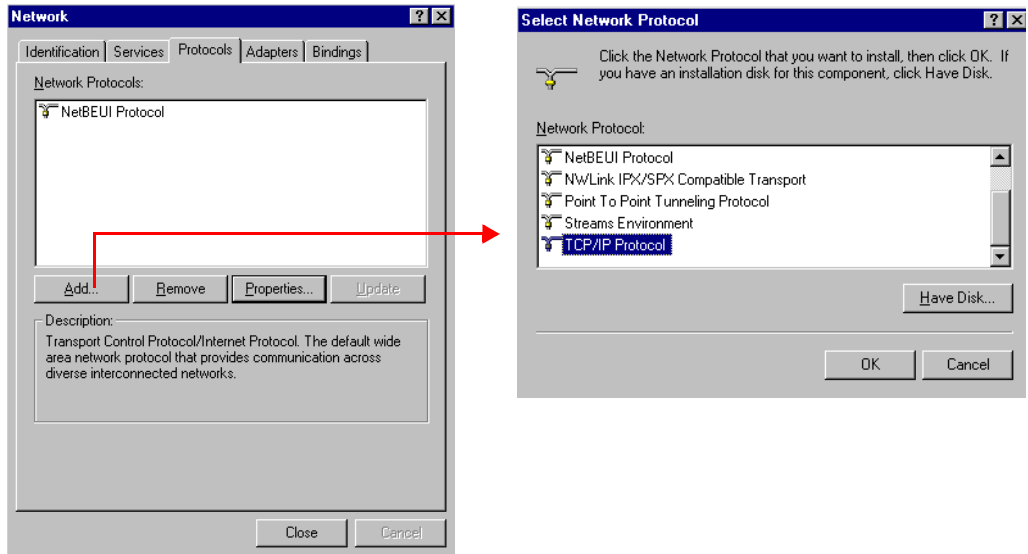 Network
Identification
Services
Protocols
Adapters
Bindings
Network Protocols:
NetBEUI Protocol
Add...
Remove
Properties...
Update
Description:
Transport Control Protocol/Internet Protocol. The default wide
area network protocol that provides communication across
diverse interconnected networks.
Close
Cancel
Select Network Protocol
Click the Network Protocol that you want to install, then click OK. If
you have an installation disk for this component, click Have Disk.
Network Protocol:
NetBEUI Protocol
NWLink IPX/SPX Compatible Transport
Point To Point Tunneling Protocol
Streams Environment
TCP/IP Protocol
Have Disk...
OK
Cancel